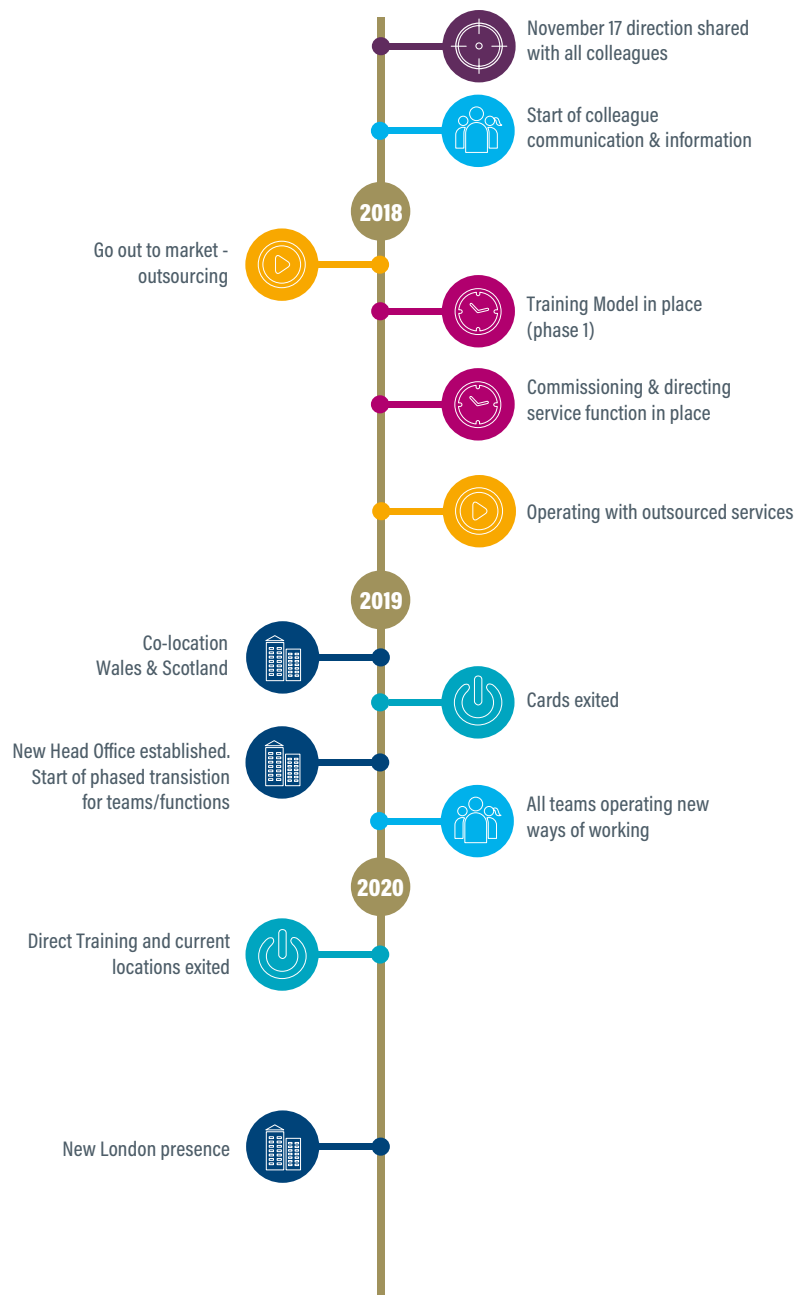 November 17 direction shared
with all colleagues
Start of colleague
communication & information
2018
Go out to market -
outsourcing
Training Model in place
(phase 1)
Commissioning & directing
service function in place
Operating with outsourced services
2019
Co-location
Wales & Scotland
Cards exited
New Head Office established.
Start of phased transistion
for teams/functions
All teams operating new
ways of working
2020
Direct Training and current
locations exited
New London presence